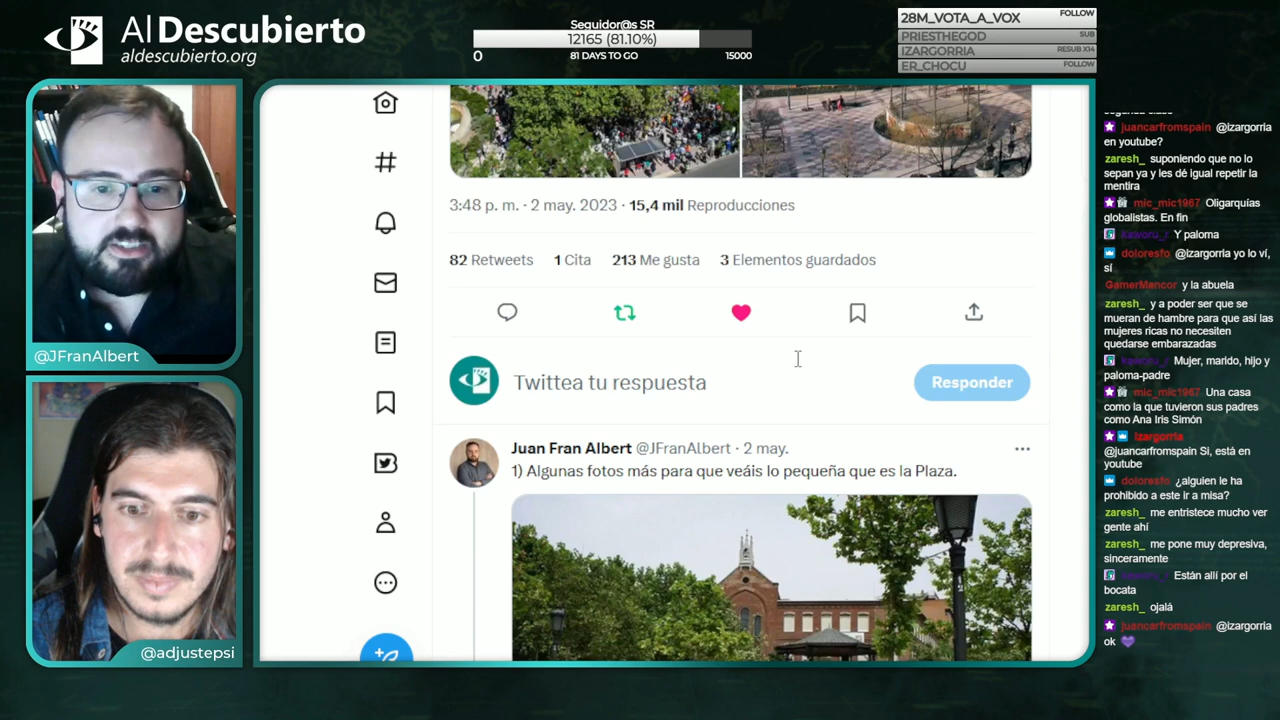 Al Descubierto
aldescubierto.org
Seguidor@s SR
12165 (81.10%)
0
81 DAYS TO GO
15000
28M_VOTA_A_VOX
FOLLOW
PRIESTHEGOD
SUB
IZARGORRIA
RESUB X14
ER_CHOCU
FOLLOW
@JFranAlbert
@adjustepsi
3:48 p. m. · 2 may. 2023 · 15,4 mil Reproducciones
82 Retweets 1 Cita 213 Me gusta 3 Elementos guardados
Twittea tu respuesta
Responder
Juan Fran Albert @JFranAlbert · 2 may.
1) Algunas fotos más para que veáis lo pequeña que es la Plaza.
juancarfromspain @izargorria
en youtube?
zaresh_ suponiendo que no lo
sepan ya y les dé igual repetir la
mentira
mic_mic1967 Oligarquías
globalistas. En fin
Y paloma
doloresfo @izargorria yo lo ví,
sí
GamerMancor y la abuela
zaresh_ y a poder ser que se
mueran de hambre para que así las
mujeres ricas no necesiten
quedarse embarazadas
Mujer, marido, hijo y
paloma-padre
mic_mic1967 Una casa
como la que tuvieron sus padres
como Ana Iris Simón
Izargorria
@juancarfromspain Si, está en
youtube
doloresfo ¿alguien le ha
prohibido a este ir a misa?
zaresh_ me entristece mucho ver
gente ahí
zaresh_ me pone muy depresiva,
sinceramente
Están allí por el
bocata
zaresh_ ojalá
juancarfromspain @izargorria
ok